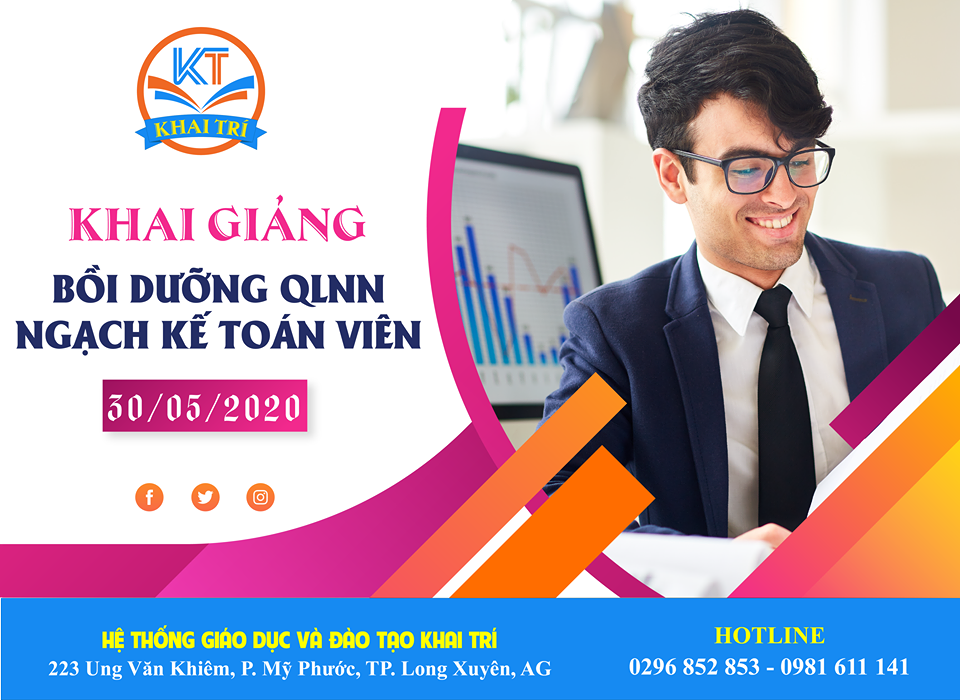 KT
KHAI TRÍ
KHAI GIẢNG
BỒI DƯỠNG QLNN
NGẠCH KẾ TOÁN VIÊN
30/05/2020
HỆ THỐNG GIÁO DỤC VÀ ĐÀO TẠO KHAI TRÍ
223 Ung Văn Khiêm, P. Mỹ Phước, TP. Long Xuyên, AG
HOTLINE
0296 852 853 - 0981 611 141